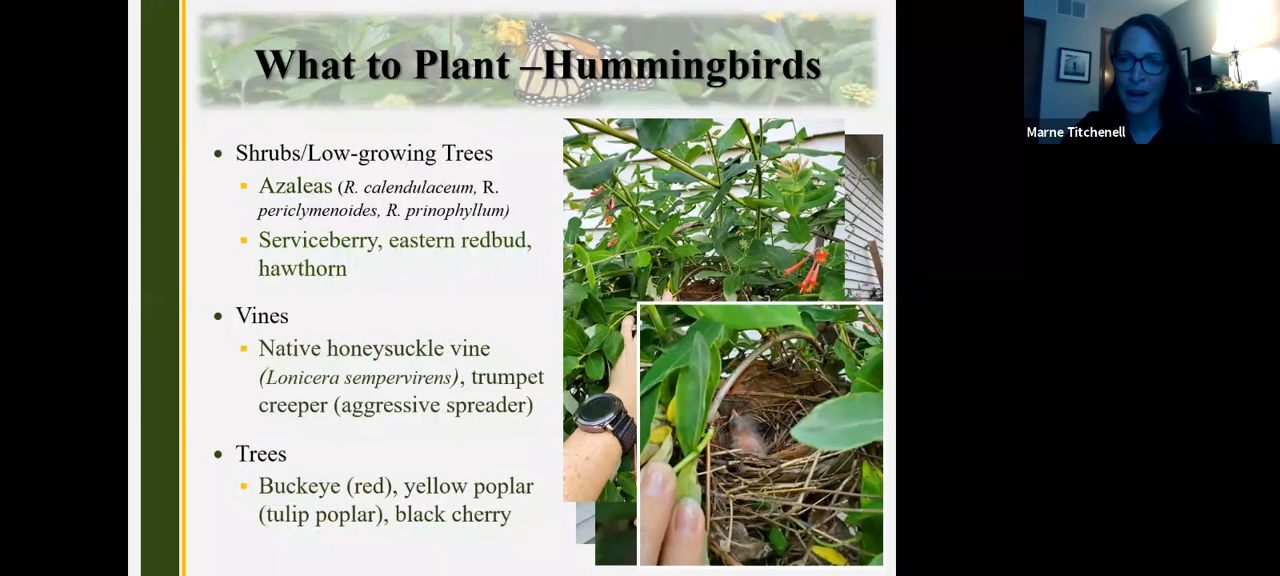 What to Plant –Hummingbirds
Shrubs/Low-growing Trees
Azaleas (R. calendulaceum, R.
periclymenoides, R. prinophyllum)
Serviceberry, eastern redbud,
hawthorn
Vines
Native honeysuckle vine
(Lonicera sempervirens), trumpet
creeper (aggressive spreader)
Trees
Buckeye (red), yellow poplar
(tulip poplar), black cherry
Marne Titchenell